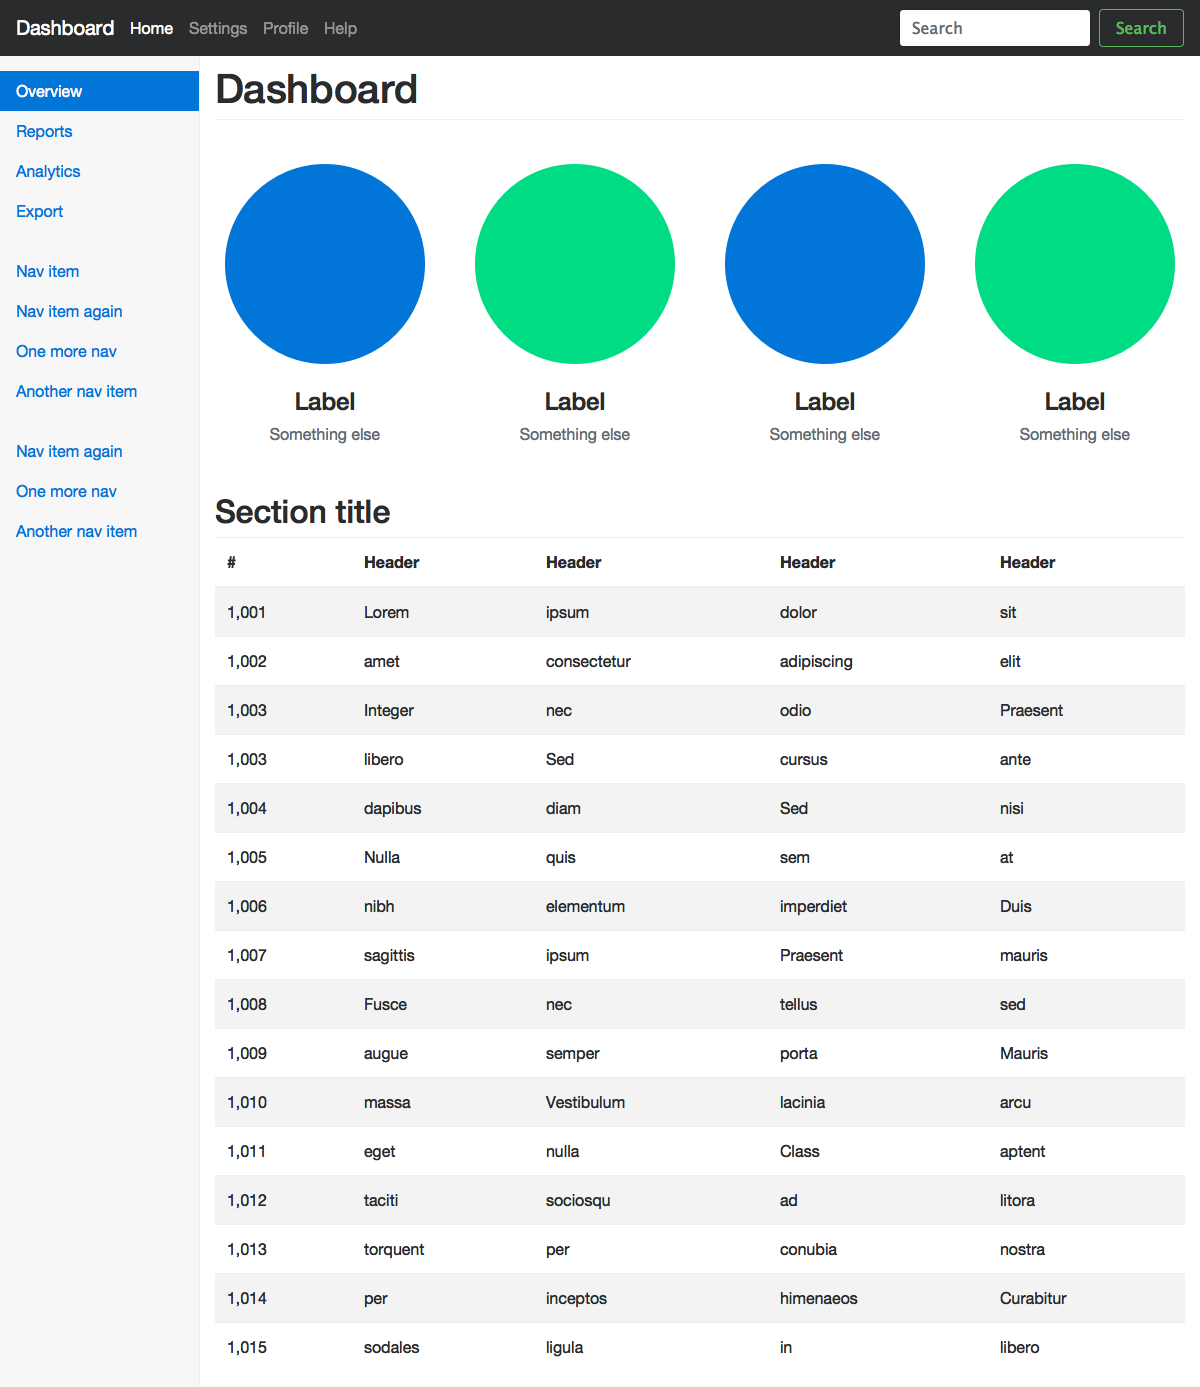 Dashboard Home Settings Profile Help Search Search
Overview
Reports
Analytics
Export
Nav item
Nav item again
One more nav
Another nav item
Nav item again
One more nav
Another nav item
Dashboard
Label Label Label Label
Something else Something else Something else Something else
Section title
# Header Header Header Header
1,001 Lorem ipsum dolor sit
1,002 amet consectetur adipiscing elit
1,003 Integer nec odio Praesent
1,003 libero Sed cursus ante
1,004 dapibus diam Sed nisi
1,005 Nulla quis sem at
1,006 nibh elementum imperdiet Duis
1,007 sagittis ipsum Praesent mauris
1,008 Fusce nec tellus sed
1,009 augue semper porta Mauris
1,010 massa Vestibulum lacinia arcu
1,011 eget nulla Class aptent
1,012 taciti sociosqu ad litora
1,013 torquent per conubia nostra
1,014 per inceptos himenaeos Curabitur
1,015 sodales ligula in libero